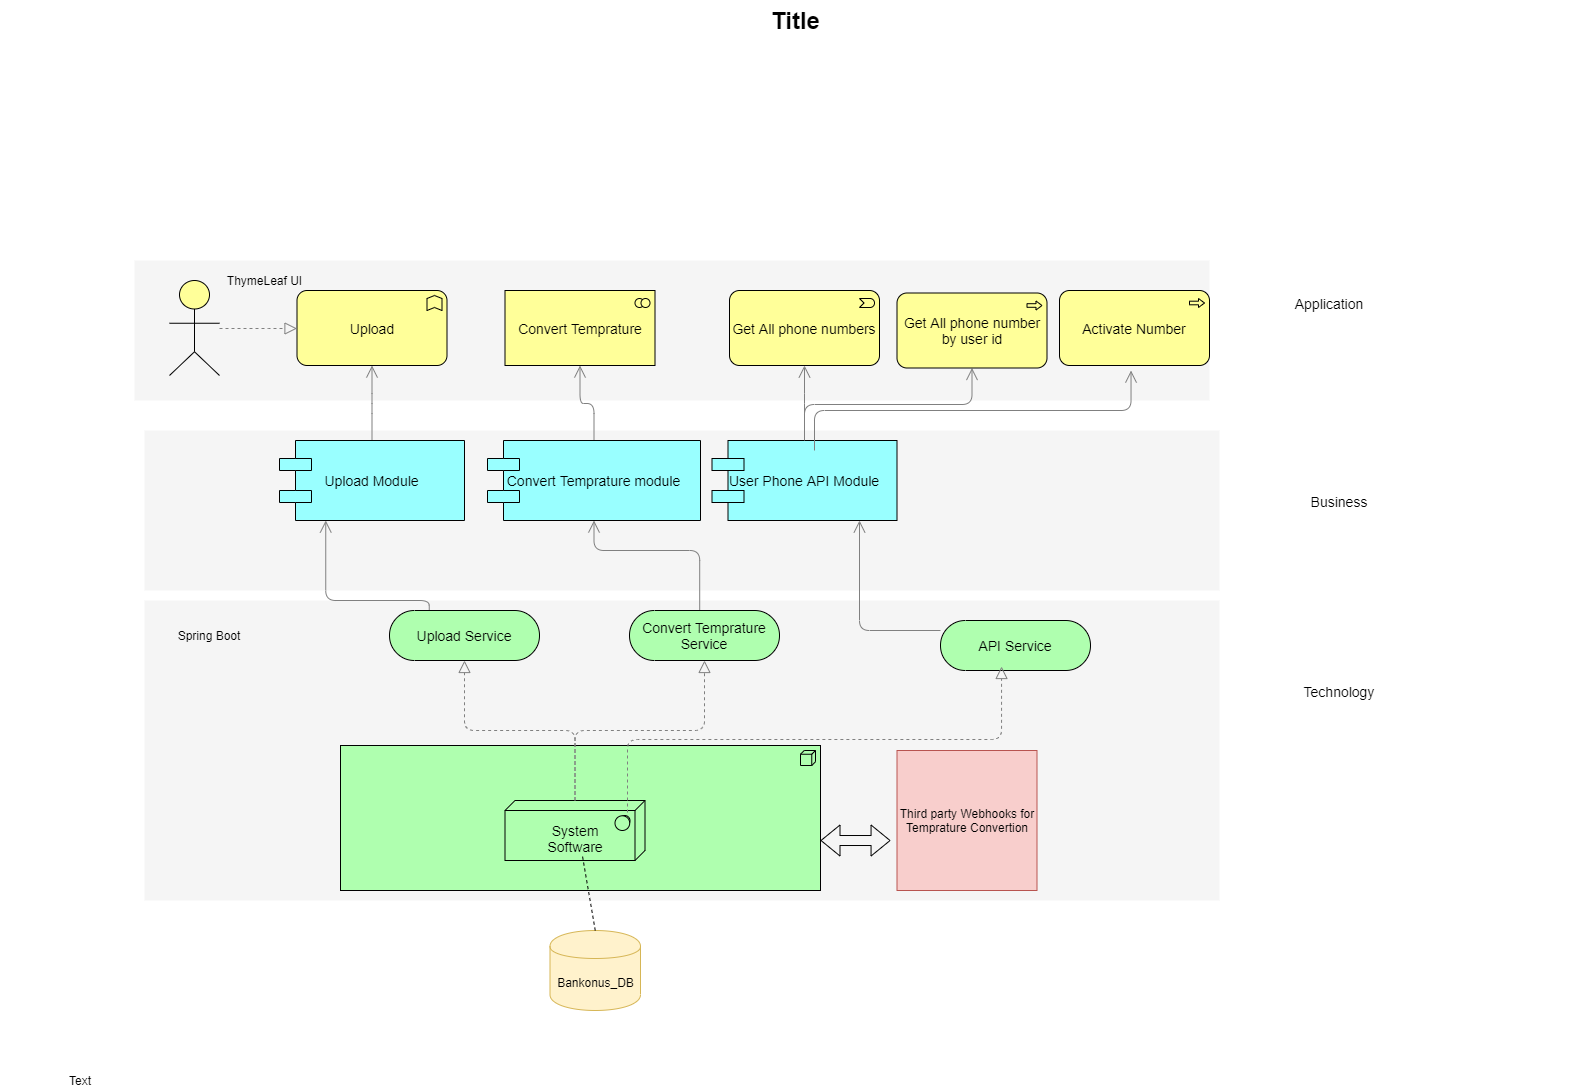 Title
ThymeLeaf UI
Upload
Convert Temprature
Get All phone numbers
Get All phone number
by user id
Activate Number
Application
Upload Module
Convert Temprature module
User Phone API Module
Business
Spring Boot
Upload Service
Convert Temprature
Service
API Service
Technology
System
Software
Third party Webhooks for
Temprature Convertion
Bankonus_DB
Text